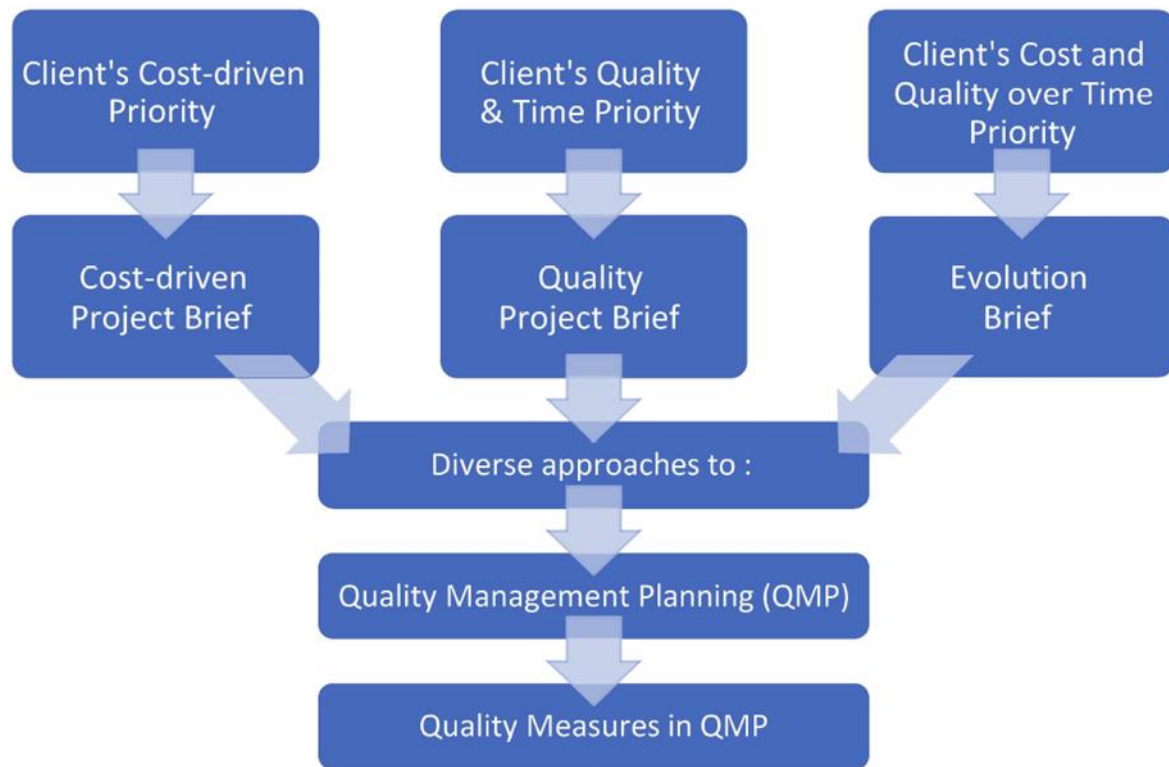 Client's Cost-driven
Priority
Client's Quality
& Time Priority
Client's Cost and
Quality over Time
Priority
Cost-driven
Project Brief
Quality
Project Brief
Evolution
Brief
Diverse approaches to :
Quality Management Planning (QMP)
Quality Measures in QMP